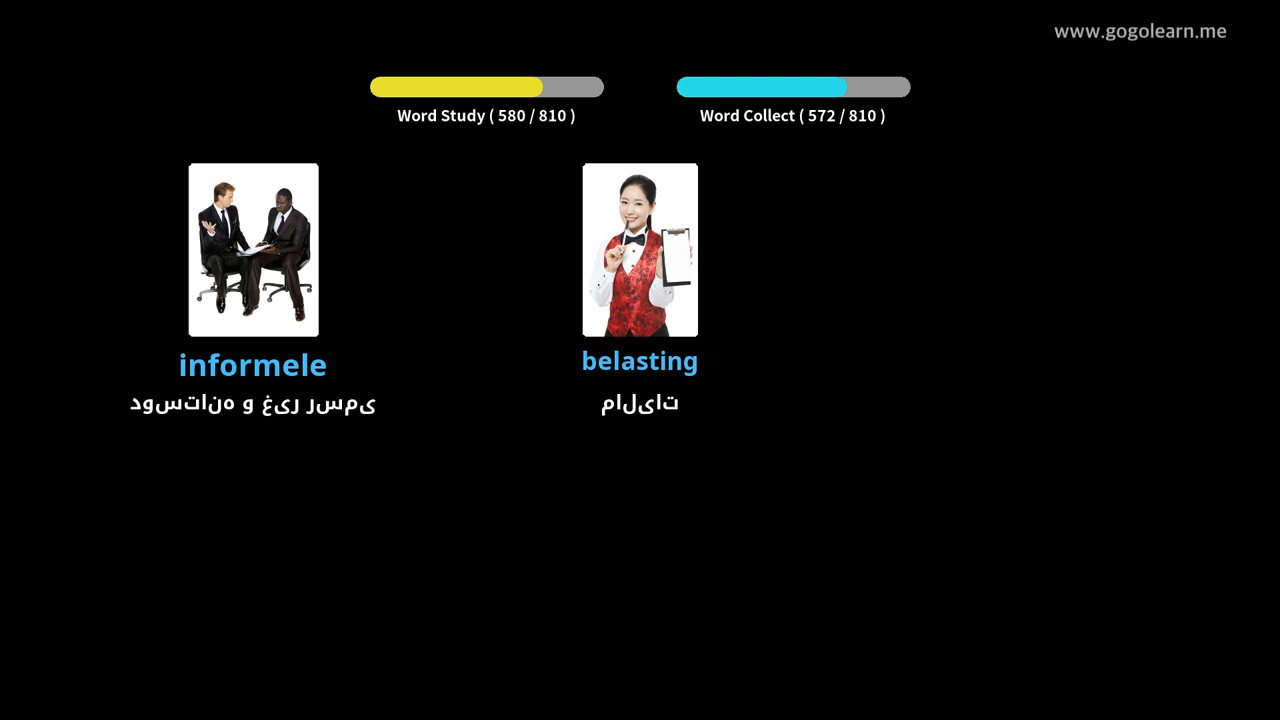 www.gogolearn.me
Word Study ( 580 / 810 )
Word Collect ( 572 / 810 )
informele
دوستانه و غیر رسمی
belasting
مالیات